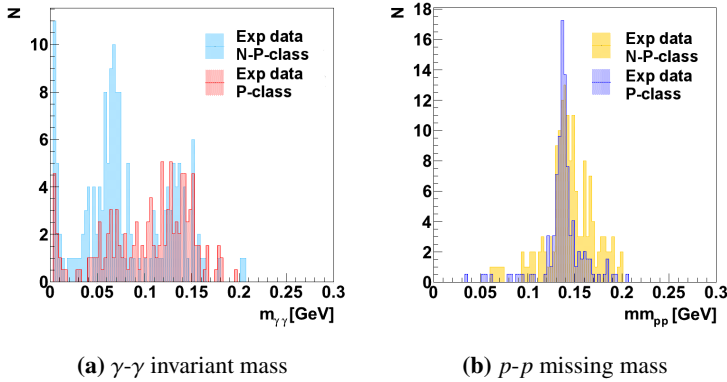 N
10
8
6
4
2
0
0
0.05
0.1
0.15
0.2
0.25
0.3
m_γγ [GeV]
Exp data
N-P-class
Exp data
P-class
(a) γ-γ invariant mass
N
18
16
14
12
10
8
6
4
2
0
0
0.05
0.1
0.15
0.2
0.25
0.3
mm_pp [GeV]
Exp data
N-P-class
Exp data
P-class
(b) p-p missing mass